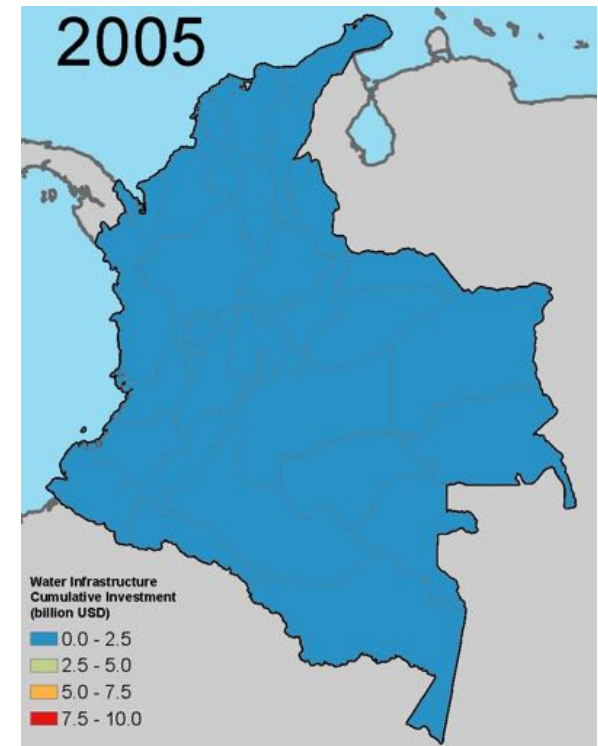 2005
Water Infrastructure
Cumulative Investment
(billion USD)
0.0 - 2.5
2.5 - 5.0
5.0 - 7.5
7.5 - 10.0